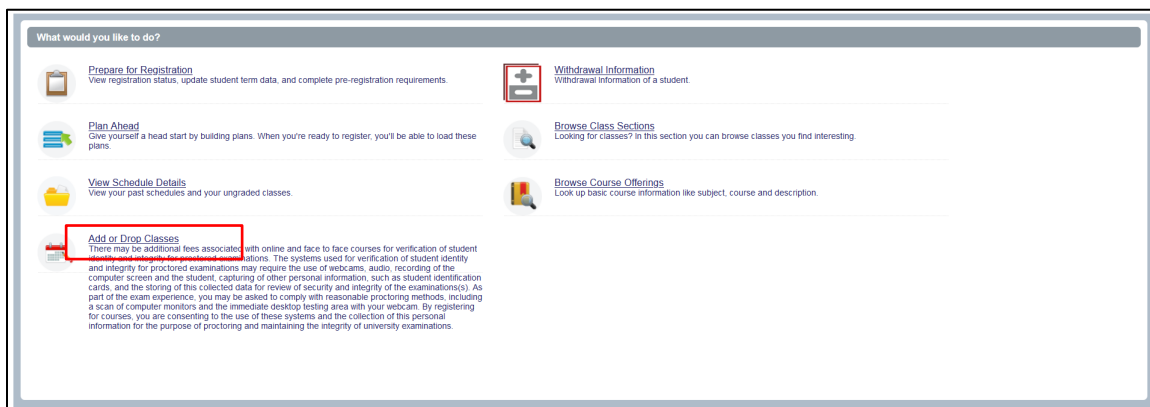 What would you like to do?
Prepare for Registration
View registration status, update student term data, and complete pre-registration requirements.
Plan Ahead
Give yourself a head start by building plans. When you're ready to register, you'll be able to load these
plans.
View Schedule Details
View your past schedules and your ungraded classes.
Add or Drop Classes
There may be additional fees associated with online and face to face courses for verification of student
identity and integrity for proctored examinations. The systems used for verification of student identity
and integrity for proctored examinations may require the use of webcams, audio, recording of the
computer screen and the student, capturing of other personal information, such as student identification
cards, and the storing of this collected data for review of security and integrity of the examinations(s). As
part of the exam experience, you may be asked to comply with reasonable proctoring methods, including
a scan of computer monitors and the immediate desktop testing area with your webcam. By registering
for courses, you are consenting to the use of these systems and the collection of this personal
information for the purpose of proctoring and maintaining the integrity of university examinations.
Withdrawal Information
Withdrawal Information of a student.
Browse Class Sections
Looking for classes? In this section you can browse classes you find interesting.
Browse Course Offerings
Look up basic course information like subject, course and description.